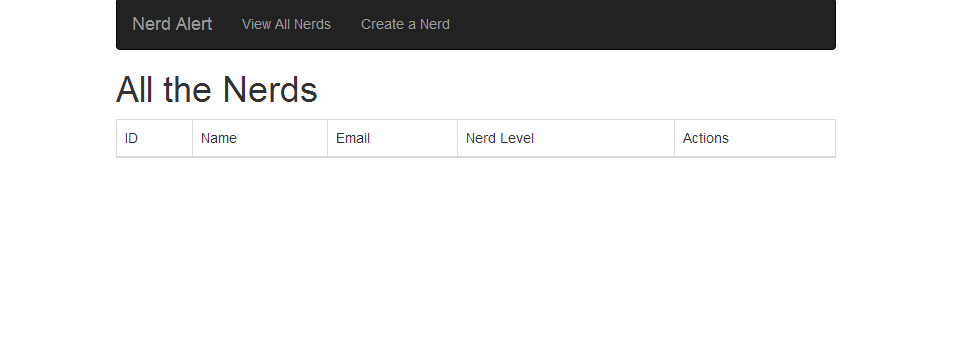 Nerd Alert View All Nerds Create a Nerd
All the Nerds
ID Name Email Nerd Level Actions